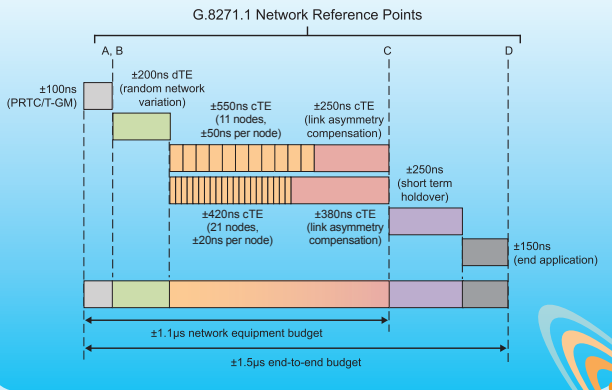 G.8271.1 Network Reference Points
A, B
C
D
±100ns
(PRTC/T-GM)
±200ns dTE
(random network
variation)
±550ns cTE
(11 nodes,
±50ns per node)
±250ns cTE
(link asymmetry
compensation)
±250ns
(short term
holdover)
±420ns cTE
(21 nodes,
±20ns per node)
±380ns cTE
(link asymmetry
compensation)
±150ns
(end application)
±1.1μs network equipment budget
±1.5μs end-to-end budget